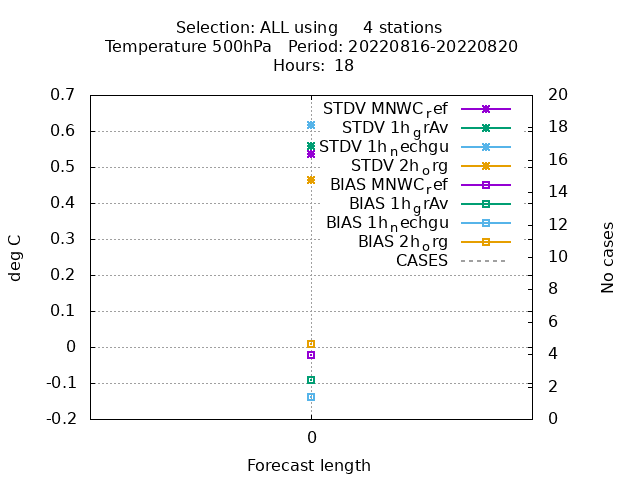 Selection: ALL using     4 stations
Temperature 500hPa   Period: 20220816-20220820
Hours: 18
0.7
0.6
0.5
0.4
0.3
0.2
0.1
0
-0.1
-0.2
20
18
16
14
12
10
8
6
4
2
0
deg C
No cases
STDV MNWC_ref
STDV 1h_grAv
STDV 1h_nechgu
STDV 2h_org
BIAS MNWC_ref
BIAS 1h_grAv
BIAS 1h_nechgu
BIAS 2h_org
CASES
0
Forecast length